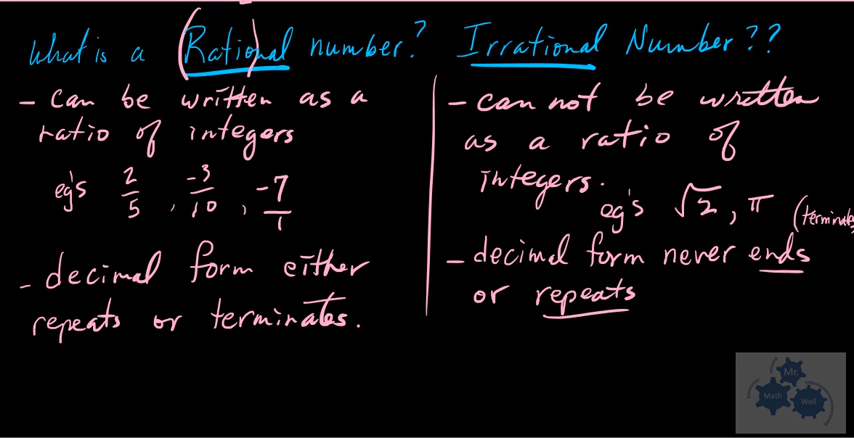 What is a (Rational) number?
- can be written as a
ratio of integers
eg's 2/5 , -3/10 , -7/1
- decimal form either
repeats or terminates.
Irrational Number??
- can not be written
as a ratio of
integers.
eg's √2 , π (terminates
- decimal form never ends
or repeats
Mr.
Math
Well